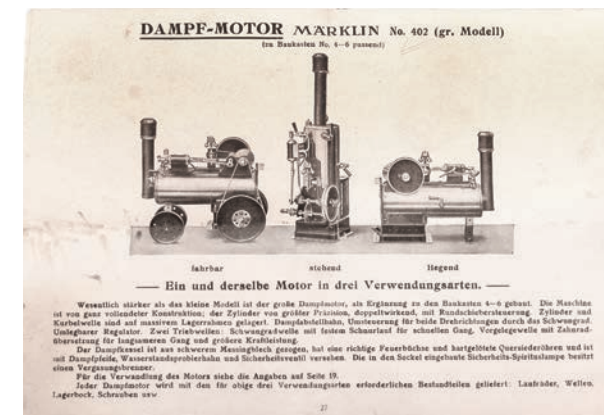 DAMPF-MOTOR MÄRKLIN No. 402 (gr. Modell)
(zu Baukasten No. 4—6 passend)
fahrbar stehend liegend
— Ein und derselbe Motor in drei Verwendungsarten. —
Wesentlich stärker als das kleine Modell ist der große Dampfmotor, als Ergänzung zu den Baukasten 4—6 gebaut. Die Maschine
ist von ganz vollendeter Konstruktion; der Zylinder von größter Präzision, doppeltwirkend, mit Rundschiebersteuerung. Zylinder und
Kurbelwelle sind auf massivem Lagerrahmen gelagert. Dampfabstellhahn, Umsteuerung für beide Drehrichtungen durch das Schwungrad.
Umlegbarer Regulator. Zwei Triebwellen: Schwungradwelle mit festem Schnurlauf für schnellen Gang, Vorgelegewelle mit Zahnrad-
übersetzung für langsameren Gang und größere Kraftleistung.
Der Dampfkessel ist aus schwerem Messingblech gezogen, hat eine richtige Feuerbüchse und hartgelötete Quersiederöhren und ist
mit Dampfpfeife, Wasserstandsprobierhahn und Sicherheitsventil versehen. Die in den Sockel eingebaute Sicherheits-Spirituslampe besitzt
einen Vergasungsbrenner.
Für die Verwandlung des Motors siehe die Angaben auf Seite 19.
Jeder Dampfmotor wird mit den für obige drei Verwendungsarten erforderlichen Bestandteilen geliefert: Laufräder, Wellen,
Lagerbock, Schrauben usw
27